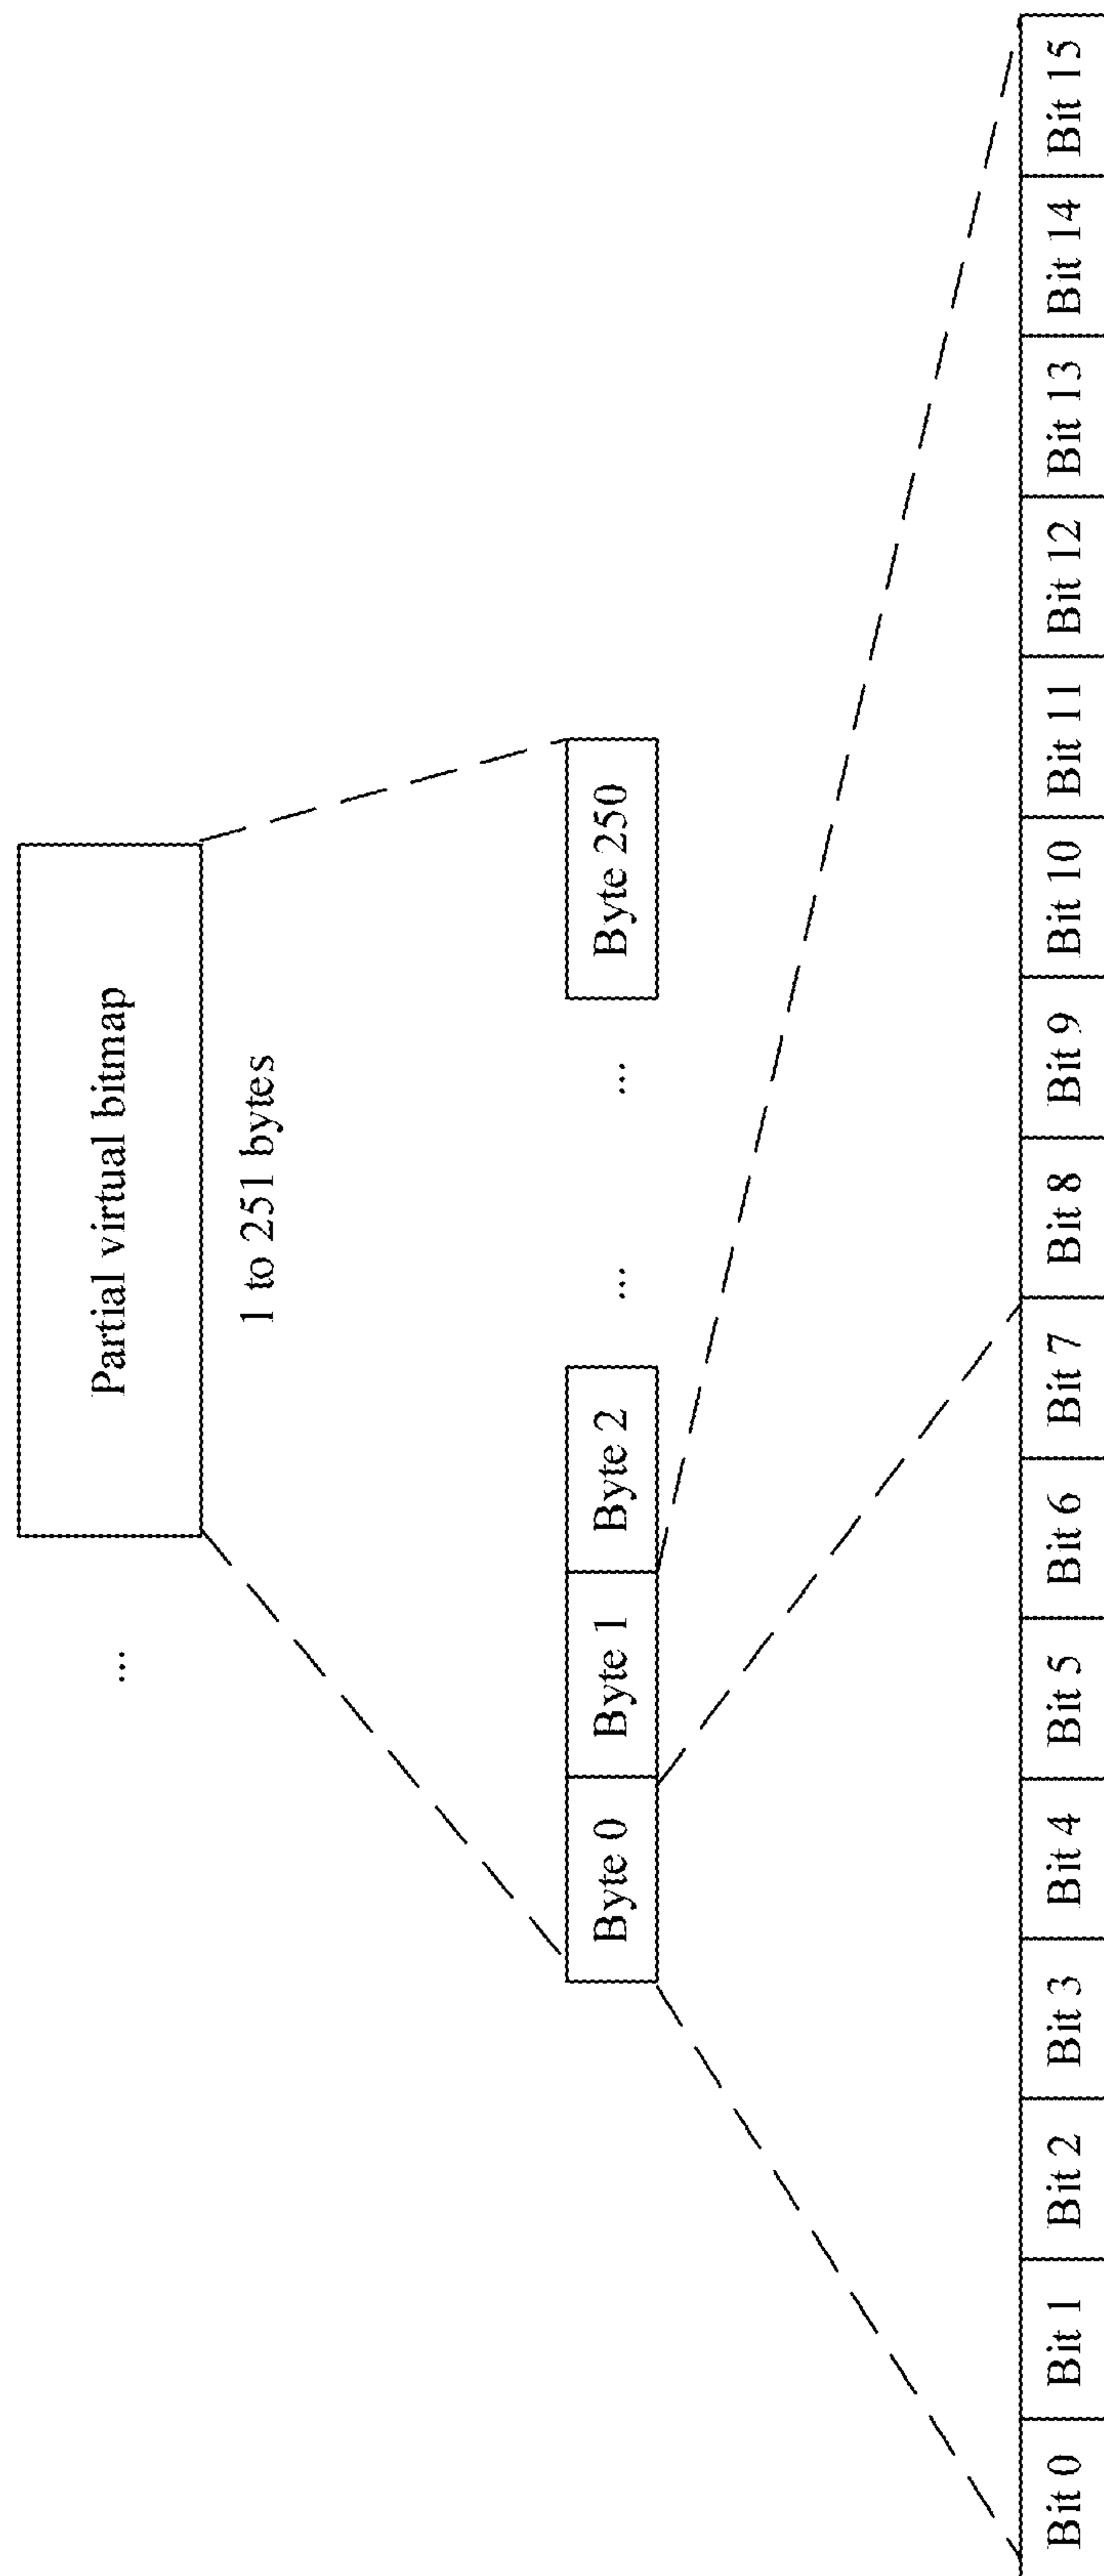 ... Partial virtual bitmap
1 to 251 bytes
Byte 0 Byte 1 Byte 2 ... ... Byte 250
Bit 0 Bit 1 Bit 2 Bit 3 Bit 4 Bit 5 Bit 6 Bit 7 Bit 8 Bit 9 Bit 10 Bit 11 Bit 12 Bit 13 Bit 14 Bit 15